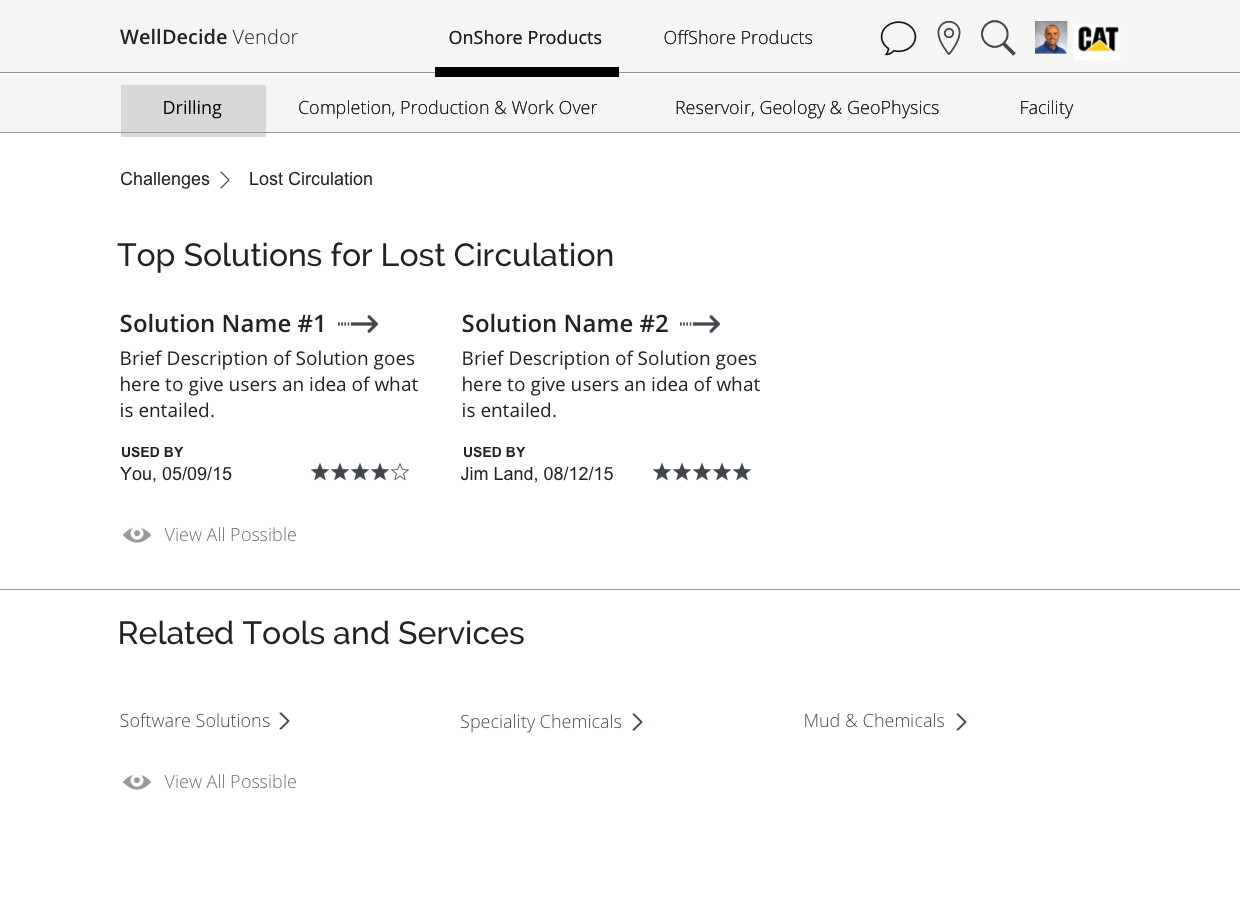 WellDecide Vendor
OnShore Products
OffShore Products
CAT
Drilling
Completion, Production & Work Over
Reservoir, Geology & GeoPhysics
Facility
Challenges
Lost Circulation
Top Solutions for Lost Circulation
Solution Name #1
Brief Description of Solution goes
here to give users an idea of what
is entailed.
USED BY
You, 05/09/15
Solution Name #2
Brief Description of Solution goes
here to give users an idea of what
is entailed.
USED BY
Jim Land, 08/12/15
View All Possible
Related Tools and Services
Software Solutions
Speciality Chemicals
Mud & Chemicals
View All Possible